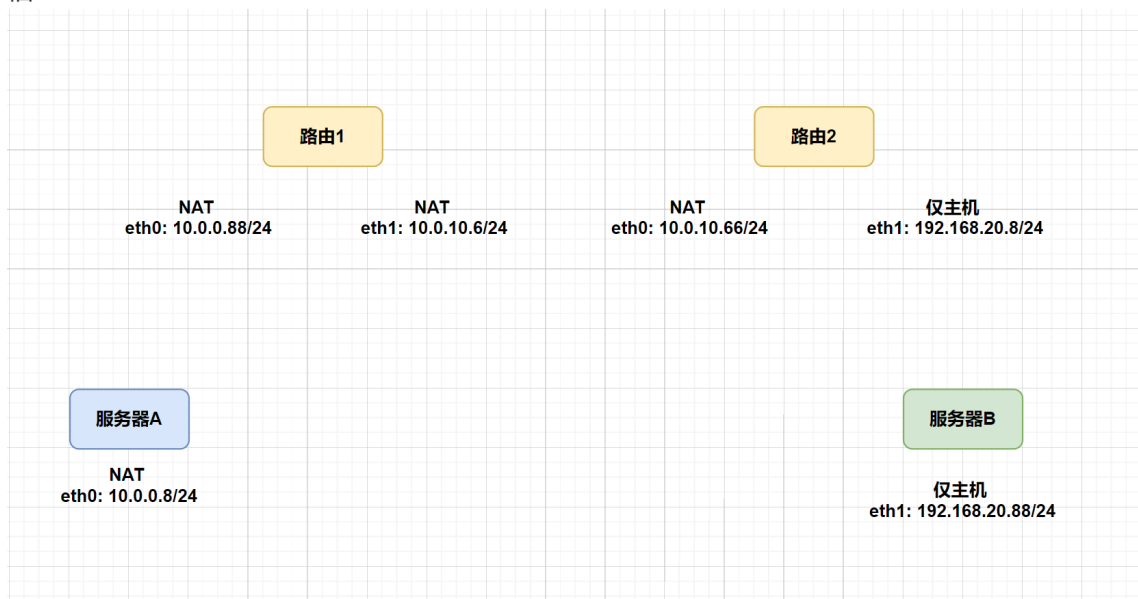 路由1
路由2
NAT
eth0: 10.0.0.88/24
NAT
eth1: 10.0.10.6/24
NAT
eth0: 10.0.10.66/24
仅主机
eth1: 192.168.20.8/24
服务器A
服务器B
NAT
eth0: 10.0.0.8/24
仅主机
eth1: 192.168.20.88/24